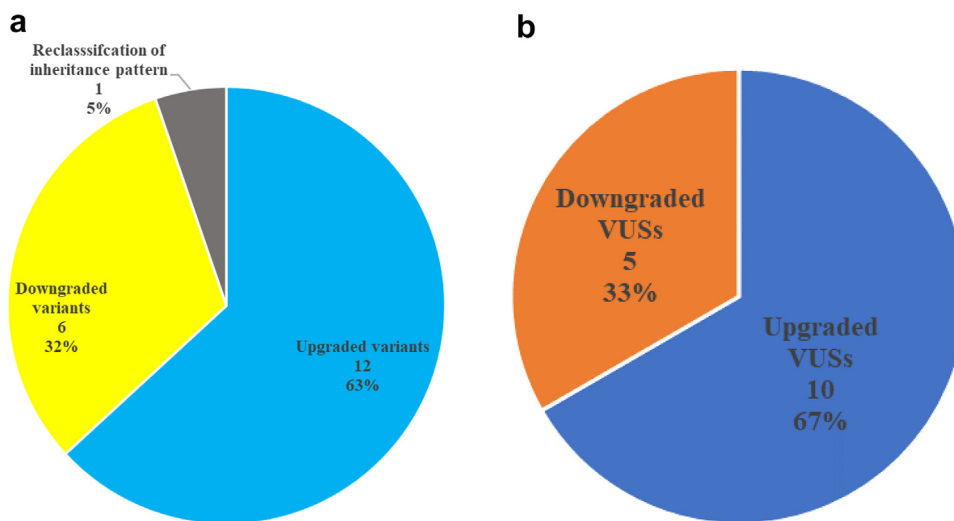 a
Reclasssifcation of
inheritance pattern
1
5%
Downgraded
variants
6
32%
Upgraded variants
12
63%
b
Downgraded
VUSs
5
33%
Upgraded
VUSs
10
67%